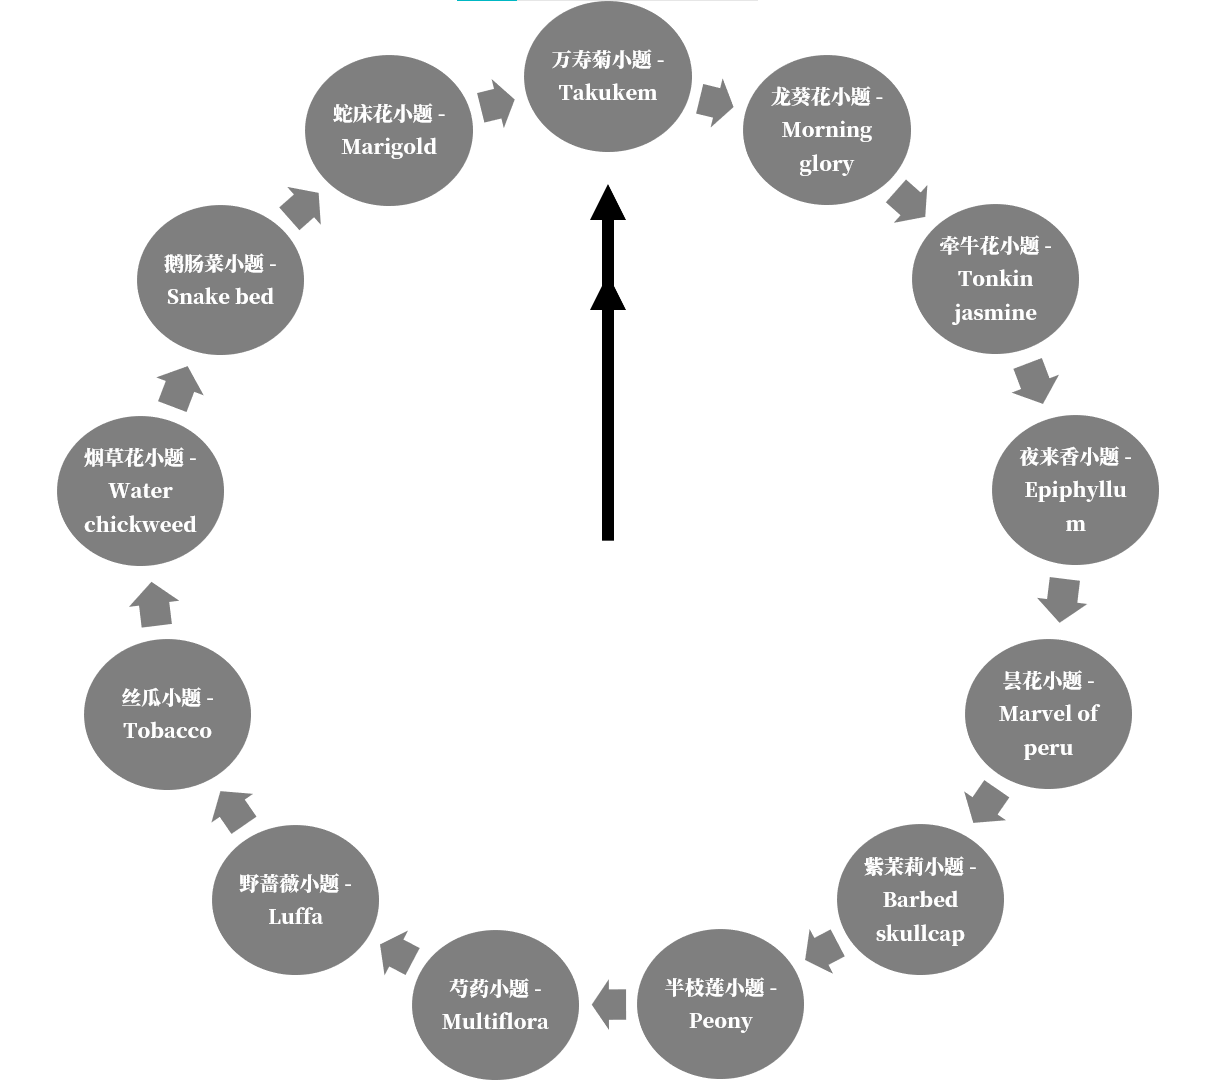 万寿菊小题 -
Takukem
龙葵花小题 -
Morning
glory
牵牛花小题 -
Tonkin
jasmine
夜来香小题 -
Epiphyllu
m
昙花小题 -
Marvel of
peru
紫茉莉小题 -
Barbed
skullcap
半枝莲小题 -
Peony
芍药小题 -
Multiflora
野蔷薇小题 -
Luffa
丝瓜小题 -
Tobacco
烟草花小题 -
Water
chickweed
鹅肠菜小题 -
Snake bed
蛇床花小题 -
Marigold